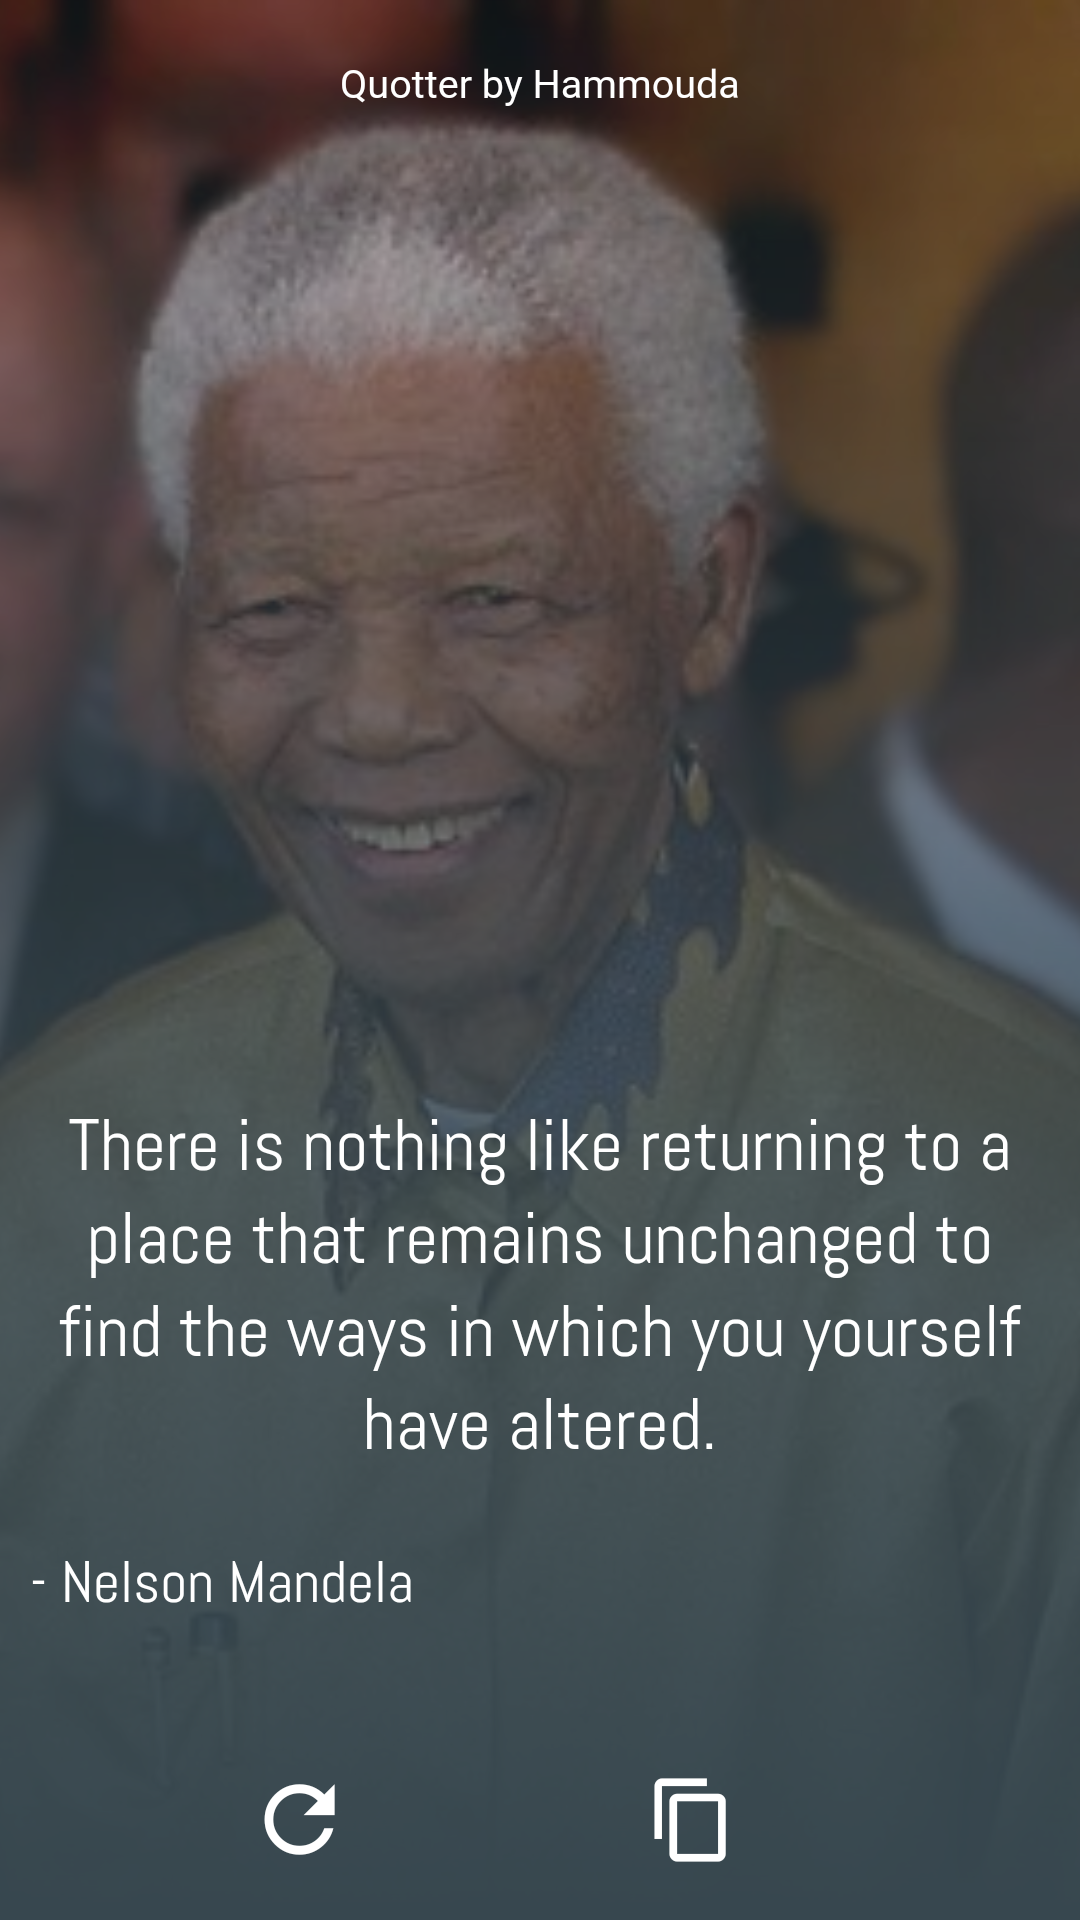 Quotter by Hammouda
There is nothing like returning to a
place that remains unchanged to
find the ways in which you yourself
have altered.
- Nelson Mandela